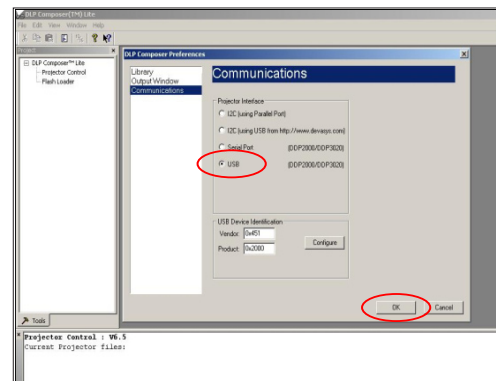 DLP Composer(TM) Lite
File Edit View Window Help
Project
DLP Composer™ Lite
Projector Control
Flash Loader
Tools
DLP Composer Preferences
Library
Output Window
Communications
Communications
Projector Interface
I2C (using Parallel Port)
I2C (using USB from http://www.devasys.com)
Serial Port (DDP2000/DDP3020)
USB (DDP2000/DDP3020)
USB Device Identification
Vendor: 0x451
Product: 0x2000
Configure
OK Cancel
Projector Control : V6.5
Current Projector files: